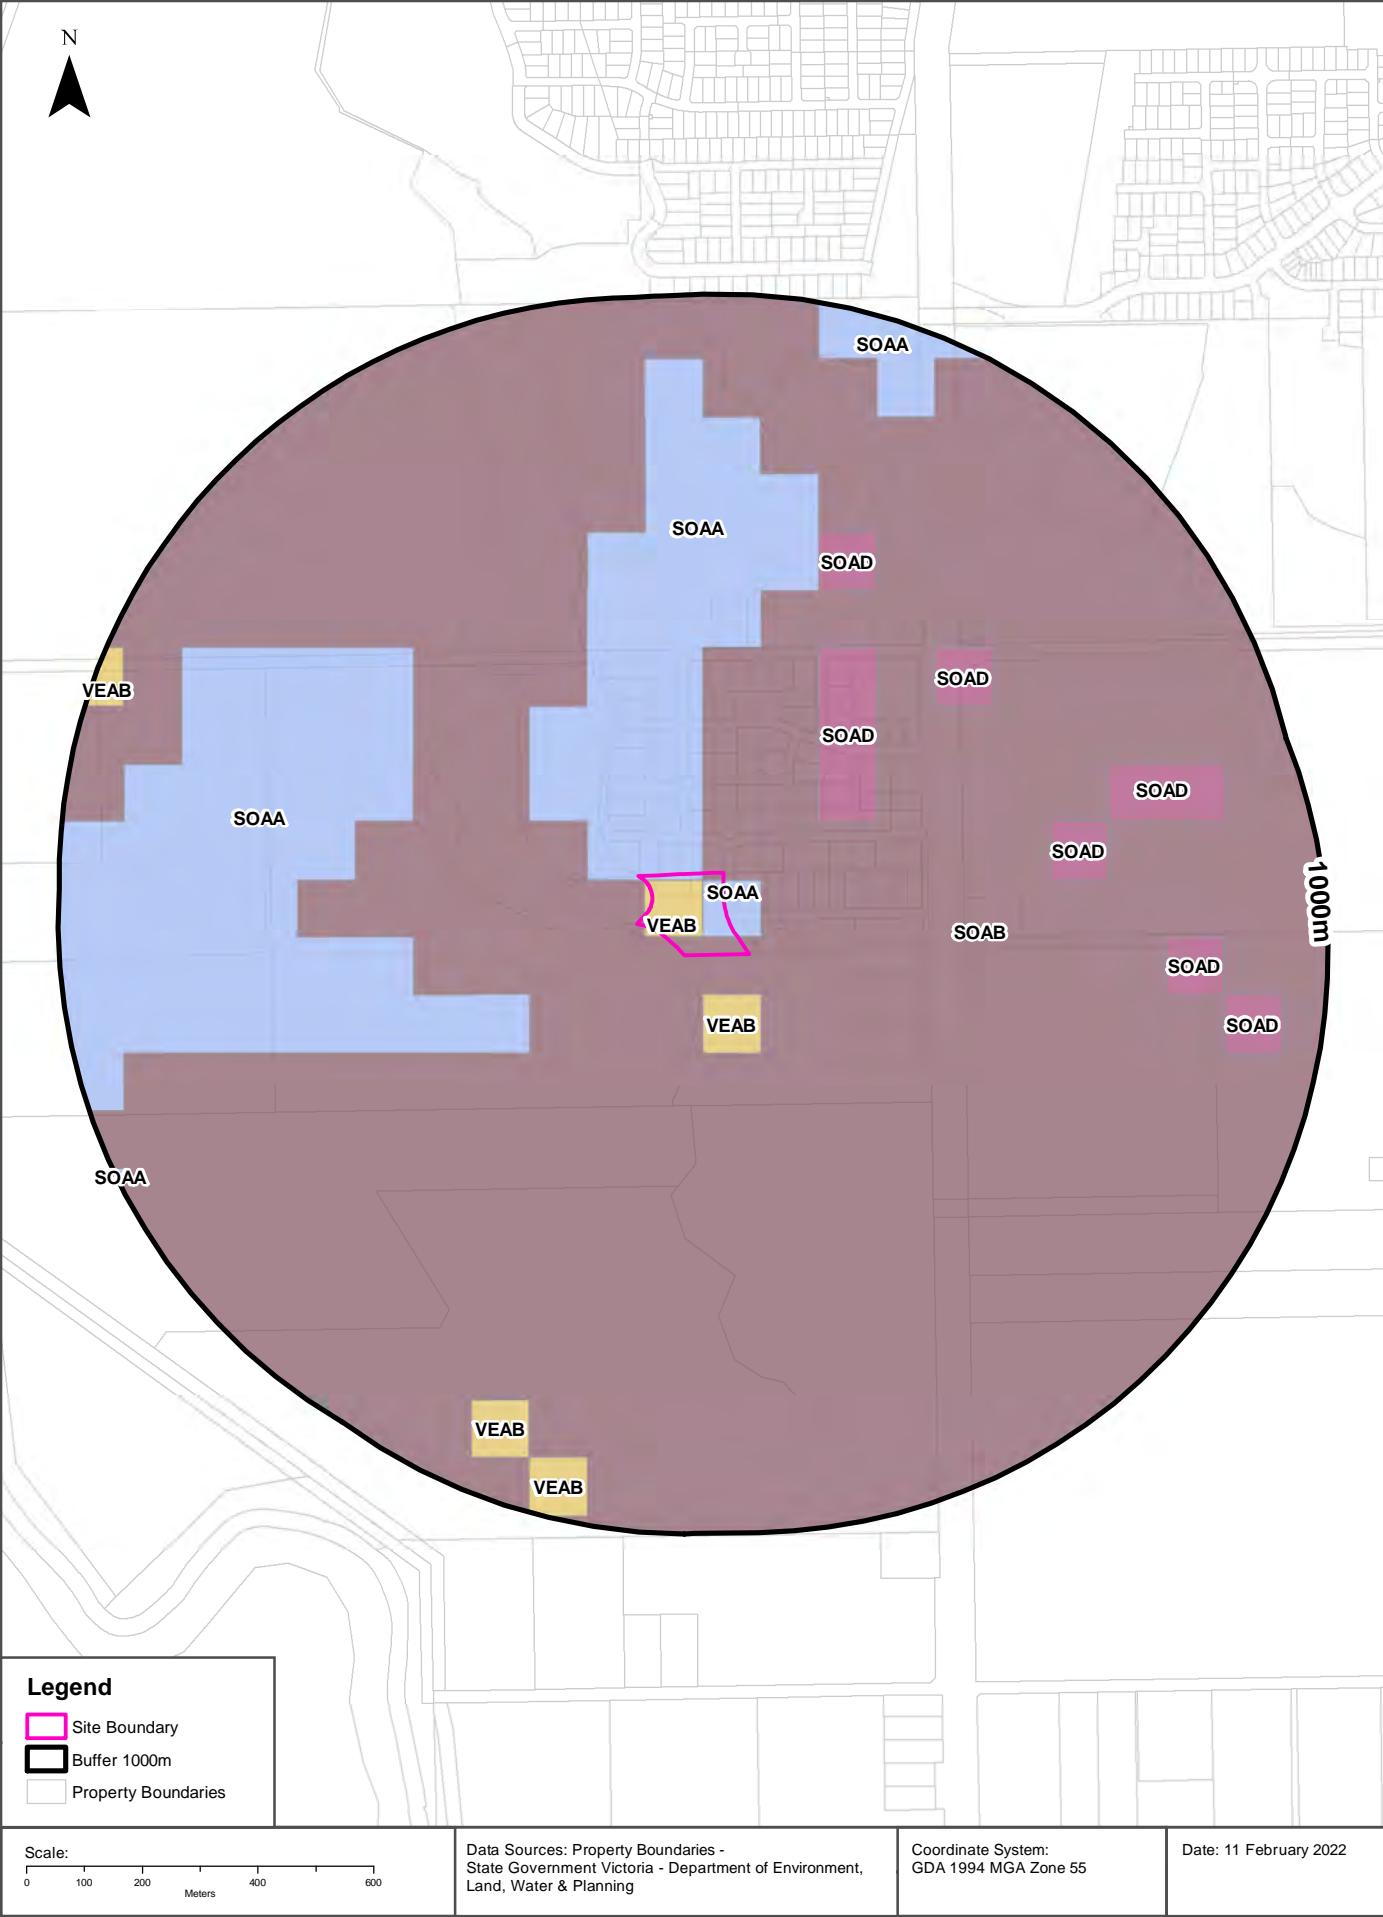 N
SOAA
SOAA
SOAD
SOAD
VEAB
SOAD
SOAD
SOAA
SOAD
1000m
SOAA
VEAB
SOAB
SOAD
VEAB
SOAD
SOAA
VEAB
VEAB
Legend
Site Boundary
Buffer 1000m
Property Boundaries
Scale:
0 100 200 400 600
Meters
Data Sources: Property Boundaries -
State Government Victoria - Department of Environment,
Land, Water & Planning
Coordinate System:
GDA 1994 MGA Zone 55
Date: 11 February 2022